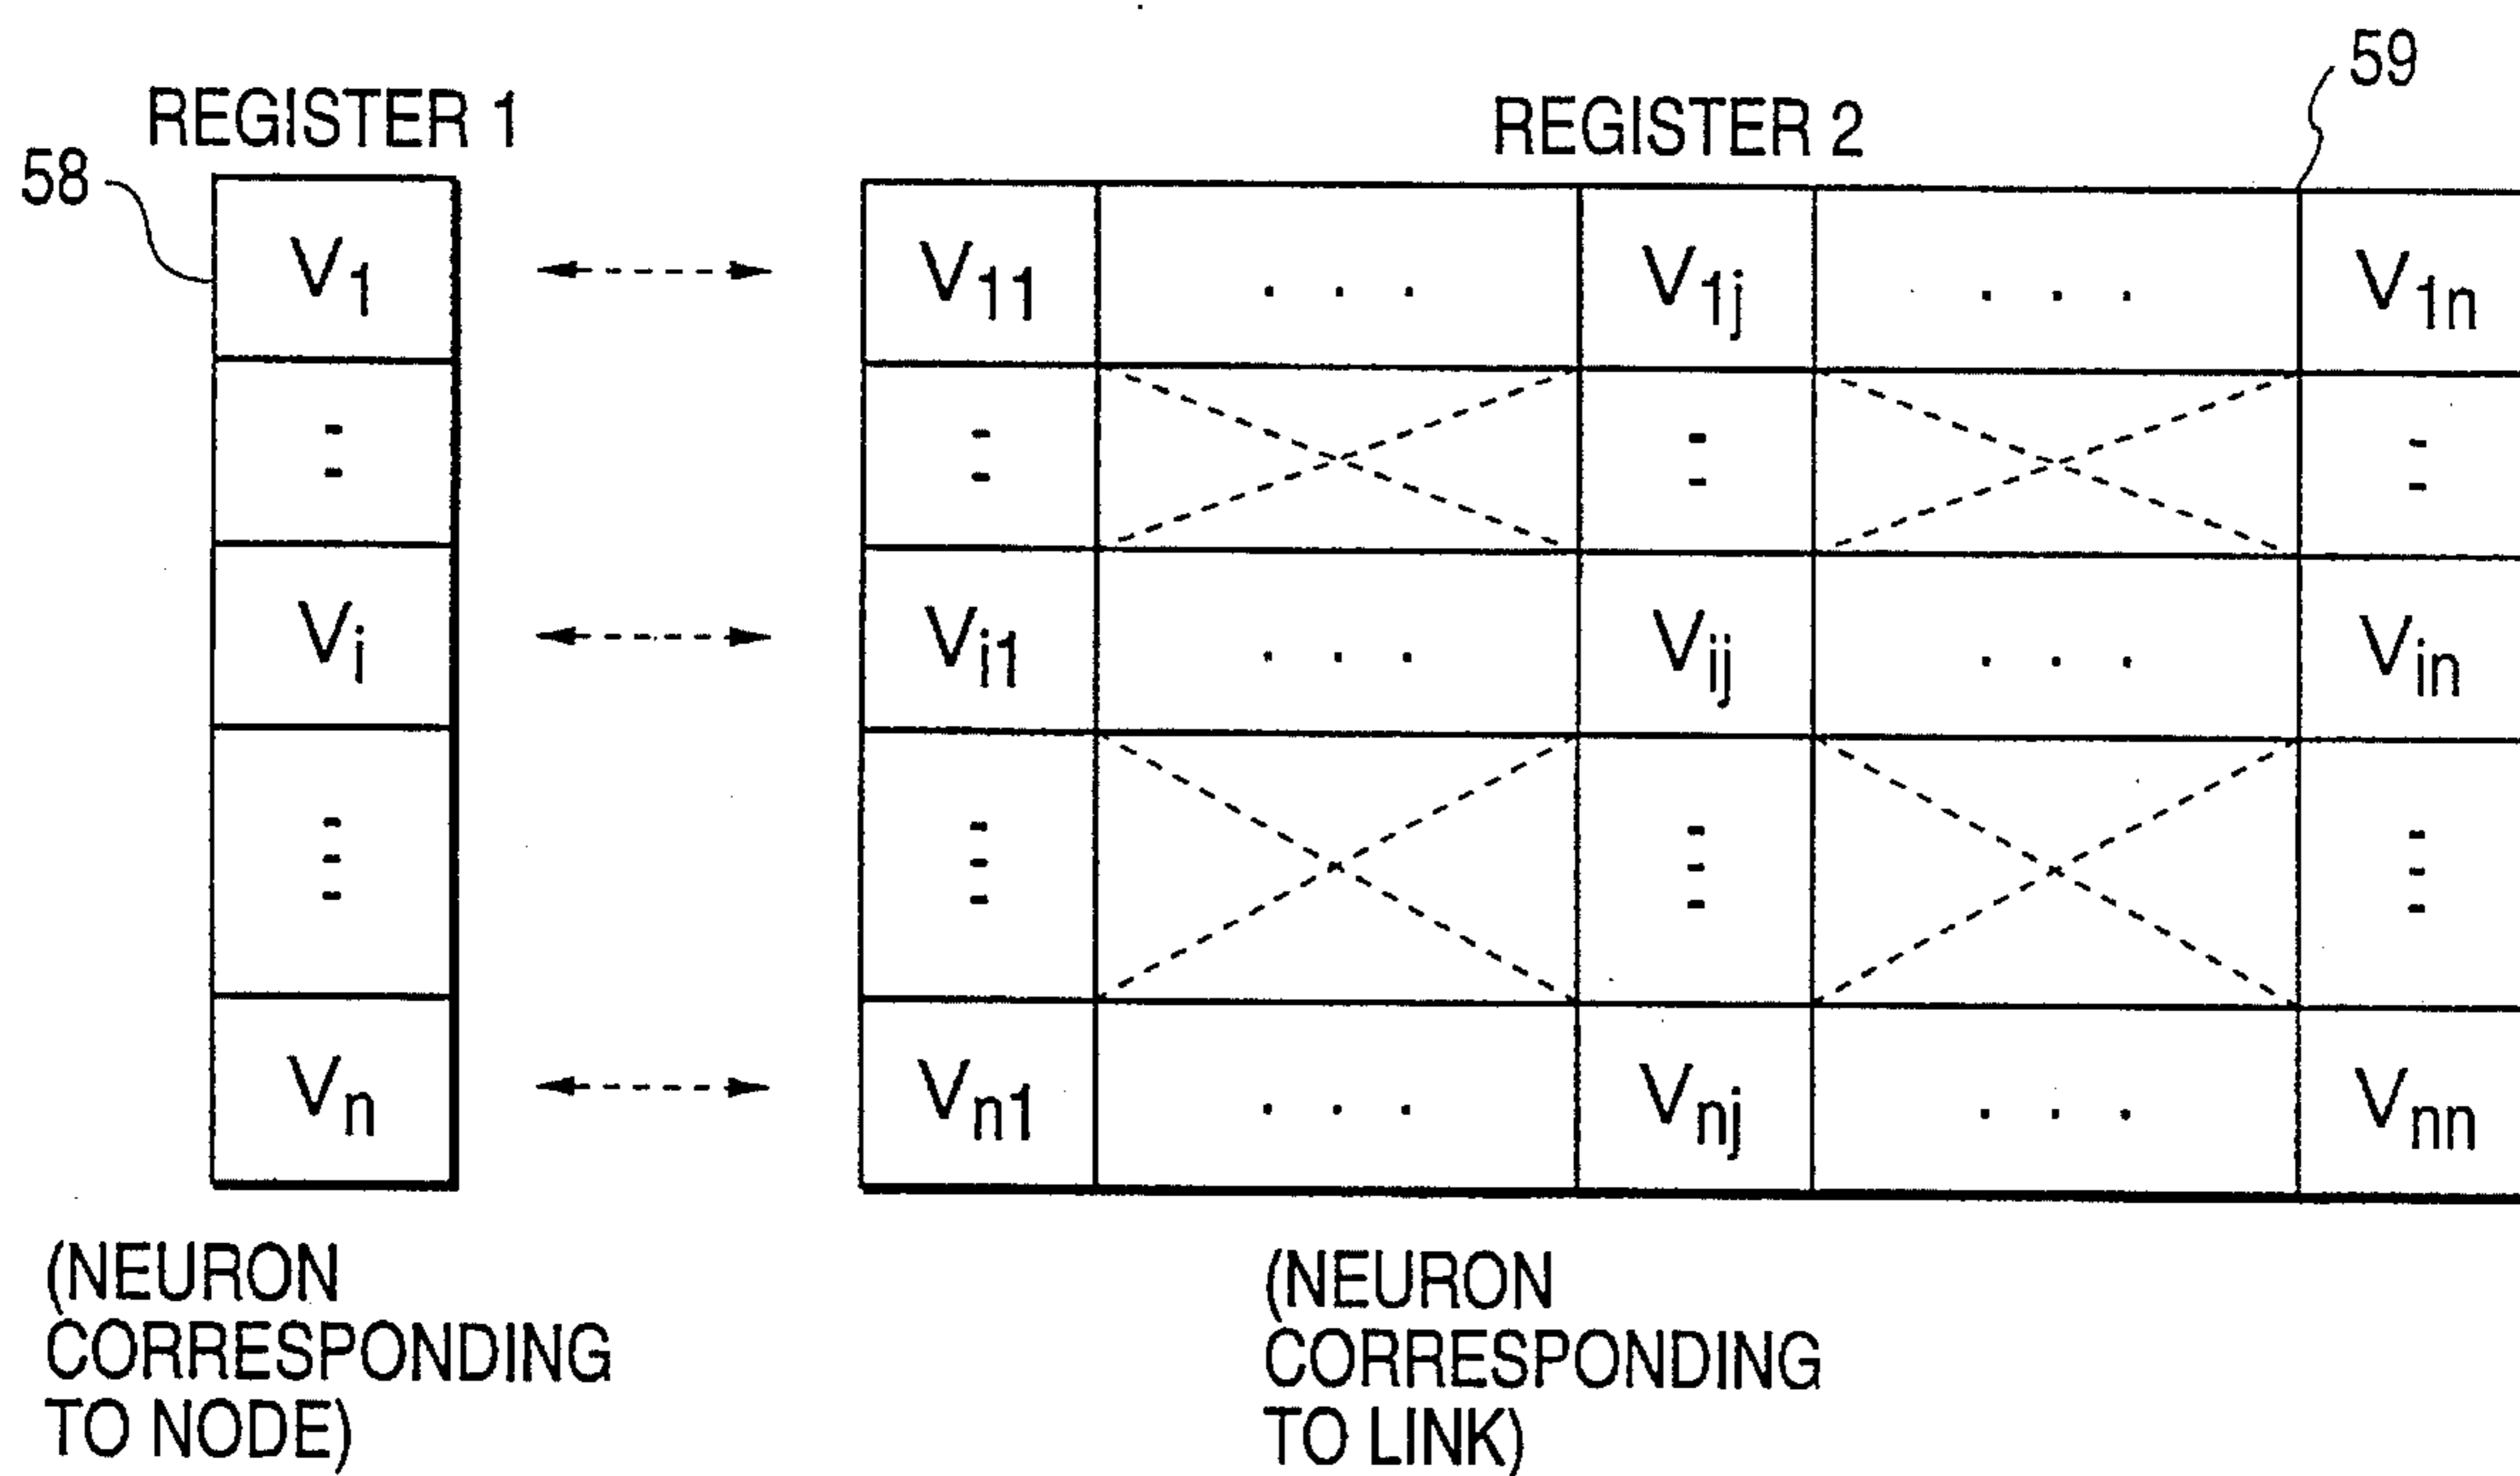 59
REGISTER 1
REGISTER 2
58
V1
V11 . . . V1j . . . V1n
Vi
Vi1 . . . Vij . . . Vin
Vn
Vn1 . . . Vnj . . . Vnn
(NEURON
CORRESPONDING
TO NODE)
(NEURON
CORRESPONDING
TO LINK)